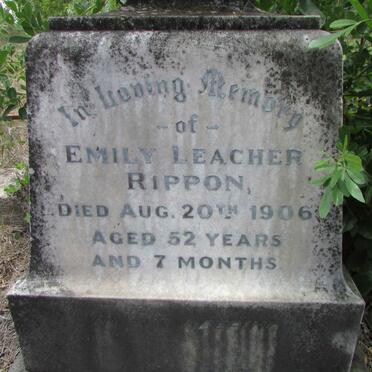 In Loving Memory
- of -
EMILY LEACHER
RIPPON,
DIED AUG. 20TH 1906
AGED 52 YEARS
AND 7 MONTHS